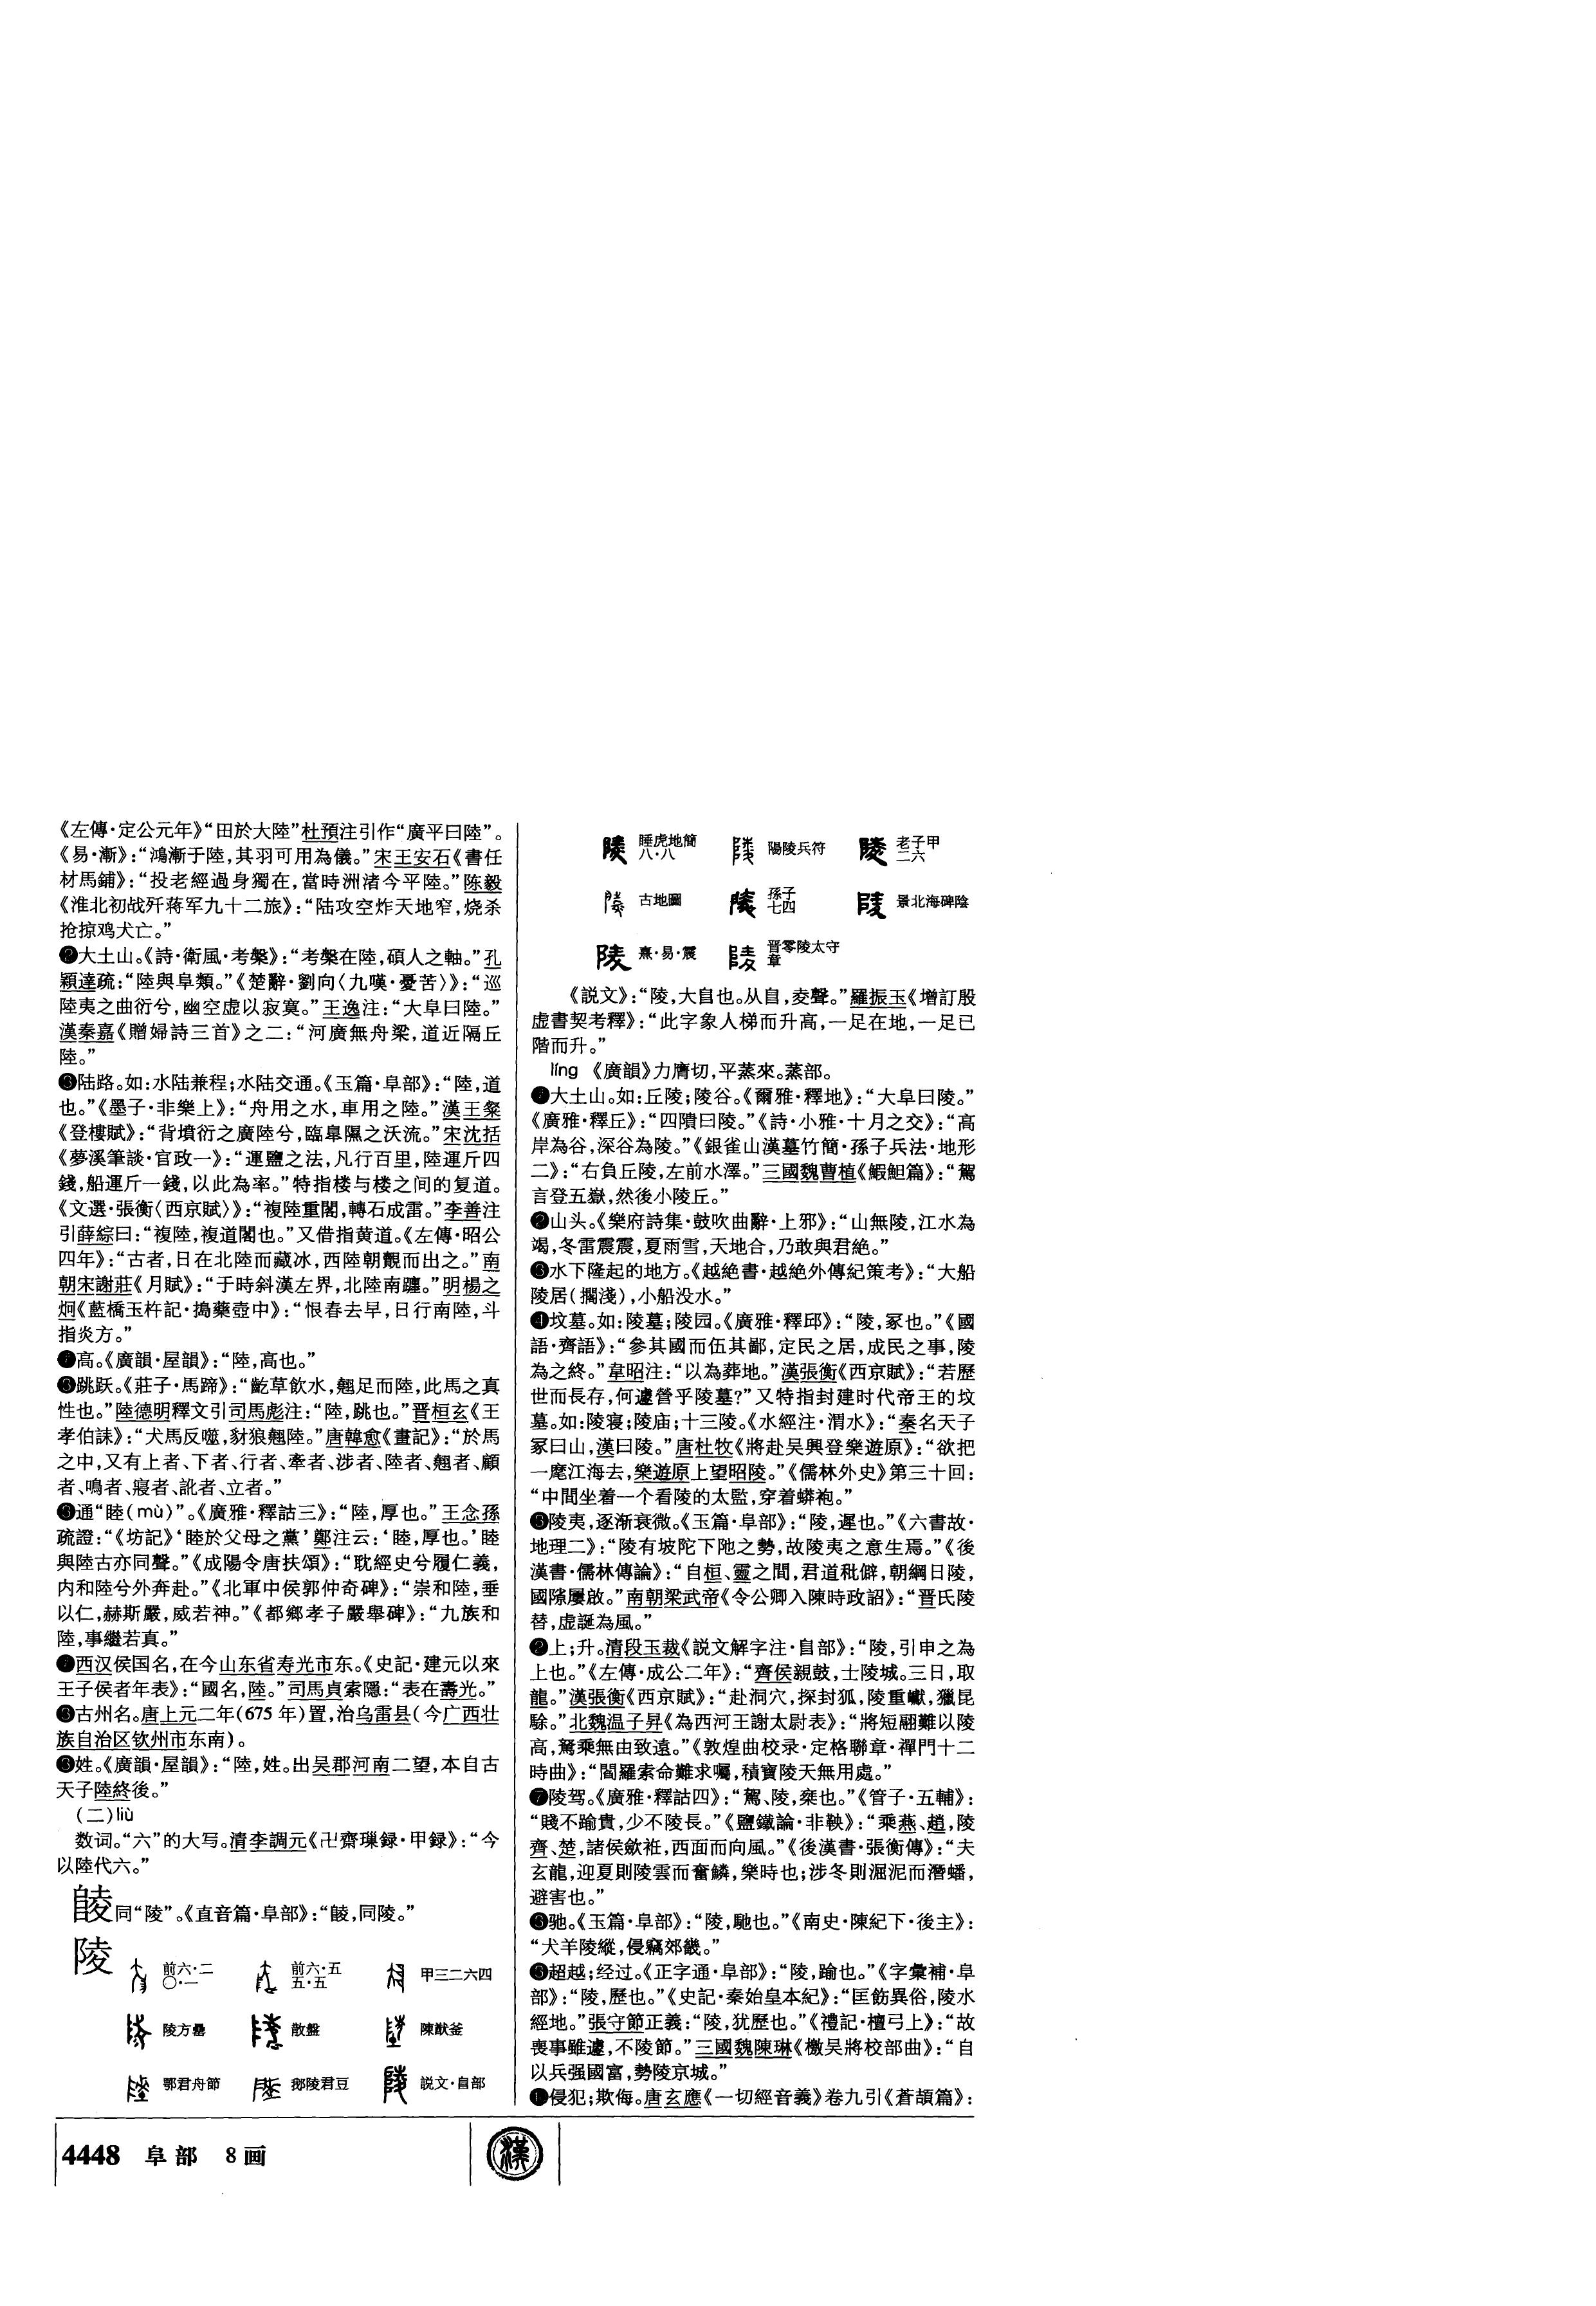 《左傳·定公元年》“田於大陸”杜預注引作“廣平曰陸”。
《易·漸》：“鴻漸于陸，其羽可用為儀。”宋王安石《書任
材馬鋪》：“投老經過身獨在，當時洲渚今平陸。”陈毅
《淮北初战歼蒋军九十二旅》：“陆攻空炸天地窄，烧杀
抢掠鸡犬亡。”
❷大土山。《詩·衛風·考槃》：“考槃在陸，碩人之軸。”孔
穎達疏：“陸與阜類。”《楚辭·劉向〈九嘆·憂苦〉》：“巡
陸夷之曲衍兮，幽空虚以寂寞。”王逸注：“大阜曰陸。”
漢秦嘉《贈婦詩三首》之二：“河廣無舟梁，道近隔丘
陸。”
❸陆路。如：水陆兼程；水陆交通。《玉篇·阜部》：“陸，道
也。”《墨子·非樂上》：“舟用之水，車用之陸。”漢王粲
《登樓賦》：“背墳衍之廣陸兮，臨皐隰之沃流。”宋沈括
《夢溪筆談·官政一》：“運鹽之法，凡行百里，陸運斤四
錢，船運斤一錢，以此為率。”特指楼与楼之间的复道。
《文選·張衡〈西京賦〉》：“複陸重閣，轉石成雷。”李善注
引薛綜曰：“複陸，複道閣也。”又借指黄道。《左傳·昭公
四年》：“古者，日在北陸而藏冰，西陸朝覿而出之。”南
朝宋謝莊《月賦》：“于時斜漢左界，北陸南躔。”明楊之
炯《藍橋玉杵記·搗藥壺中》：“恨春去早，日行南陸，斗
指炎方。”
❹高。《廣韻·屋韻》：“陸，高也。”
❺跳跃。《莊子·馬蹄》：“齕草飲水，翹足而陸，此馬之真
性也。”陸德明釋文引司馬彪注：“陸，跳也。”晋桓玄《王
孝伯誄》：“犬馬反噬，豺狼翹陸。”唐韓愈《畫記》：“於馬
之中，又有上者、下者、行者、牽者、涉者、陸者、翹者、顧
者、鳴者、寢者、訛者、立者。”
❻通“睦（mù）”。《廣雅·釋詁三》：“陸，厚也。”王念孫
疏證：“《坊記》‘睦於父母之黨’鄭注云：‘睦，厚也。’睦
與陸古亦同聲。”《成陽令唐扶頌》：“耽經史兮履仁義，
内和陸兮外奔赴。”《北軍中侯郭仲奇碑》：“崇和陸，垂
以仁，赫斯嚴，威若神。”《都鄉孝子嚴舉碑》：“九族和
陸，事繼若真。”
❼西汉侯国名，在今山东省寿光市东。《史記·建元以來
王子侯者年表》：“國名，陸。”司馬貞索隱：“表在壽光。”
❽古州名。唐上元二年（675年）置，治乌雷县（今广西壮
族自治区钦州市东南）。
❾姓。《廣韻·屋韻》：“陸，姓。出吴郡河南二望，本自古
天子陸終後。”
（二）liù
数词。“六”的大写。清李調元《卍齋璅録·甲録》：“今
以陸代六。”
同“陵”。《直音篇·阜部》：“同陵。”
陵
前六·二〇·一 前六·五五·五 甲三二六四
陵方罍 散盤 陳猷釜
鄂君舟節 鄀陵君豆 説文·𨸏部
睡虎地簡八·八 陽陵兵符 老子甲二六
古地圖 孫子七四 景北海碑陰
熹·易·震 晋零陵太守章
《説文》：“陵，大𨸏也。从𨸏，夌聲。”羅振玉《增訂殷
虚書契考釋》：“此字象人梯而升高，一足在地，一足已
階而升。”
líng 《廣韻》力膺切，平蒸來。蒸部。
❶大土山。如：丘陵；陵谷。《爾雅·釋地》：“大阜曰陵。”
《廣雅·釋丘》：“四隤曰陵。”《詩·小雅·十月之交》：“高
岸為谷，深谷為陵。”《銀雀山漢墓竹簡·孫子兵法·地形
二》：“右負丘陵，左前水澤。”三國魏曹植《鰕䱇篇》：“駕
言登五嶽，然後小陵丘。”
❷山头。《樂府詩集·鼓吹曲辭·上邪》：“山無陵，江水為
竭，冬雷震震，夏雨雪，天地合，乃敢與君絶。”
❸水下隆起的地方。《越絶書·越絶外傳紀策考》：“大船
陵居（擱淺），小船没水。”
❹坟墓。如：陵墓；陵园。《廣雅·釋邱》：“陵，冢也。”《國
語·齊語》：“參其國而伍其鄙，定民之居，成民之事，陵
為之終。”韋昭注：“以為葬地。”漢張衡《西京賦》：“若歷
世而長存，何遽營乎陵墓？”又特指封建时代帝王的坟
墓。如：陵寝；陵庙；十三陵。《水經注·渭水》：“秦名天子
冢曰山，漢曰陵。”唐杜牧《將赴吴興登樂遊原》：“欲把
一麾江海去，樂遊原上望昭陵。”《儒林外史》第三十回：
“中間坐着一个看陵的太監，穿着蟒袍。”
❺陵夷，逐渐衰微。《玉篇·阜部》：“陵，遲也。”《六書故·
地理二》：“陵有坡陀下阤之勢，故陵夷之意生焉。”《後
漢書·儒林傳論》：“自桓、靈之間，君道秕僻，朝綱日陵，
國隙屢啟。”南朝梁武帝《令公卿入陳時政詔》：“晋氏陵
替，虚誕為風。”
❷上；升。清段玉裁《説文解字注·𨸏部》：“陵，引申之為
上也。”《左傳·成公二年》：“齊侯親鼓，士陵城。三日，取
龍。”漢張衡《西京賦》：“赴洞穴，探封狐，陵重巘，獵昆
駼。”北魏温子昇《為西河王謝太尉表》：“將短翮難以陵
高，駑乘無由致遠。”《敦煌曲校录·定格聯章·禪門十二
時曲》：“閻羅索命難求囑，積寶陵天無用處。”
❼陵驾。《廣雅·釋詁四》：“駕、陵，椉也。”《管子·五輔》：
“賤不踰貴，少不陵長。”《鹽鐵論·非鞅》：“乘燕、趙，陵
齊、楚，諸侯斂衽，西面而向風。”《後漢書·張衡傳》：“夫
玄龍，迎夏則陵雲而奮鱗，樂時也；涉冬則淈泥而潛蟠，
避害也。”
❽驰。《玉篇·阜部》：“陵，馳也。”《南史·陳紀下·後主》：
“犬羊陵縱，侵竊郊畿。”
❾超越；经过。《正字通·阜部》：“陵，踰也。”《字彙補·阜
部》：“陵，歷也。”《史記·秦始皇本紀》：“匡飭異俗，陵水
經地。”張守節正義：“陵，犹歷也。”《禮記·檀弓上》：“故
喪事雖遽，不陵節。”三國魏陳琳《檄吴將校部曲》：“自
以兵强國富，勢陵京城。”
❿侵犯；欺侮。唐玄應《一切經音義》卷九引《蒼頡篇》：
4448 阜部 8画
漢